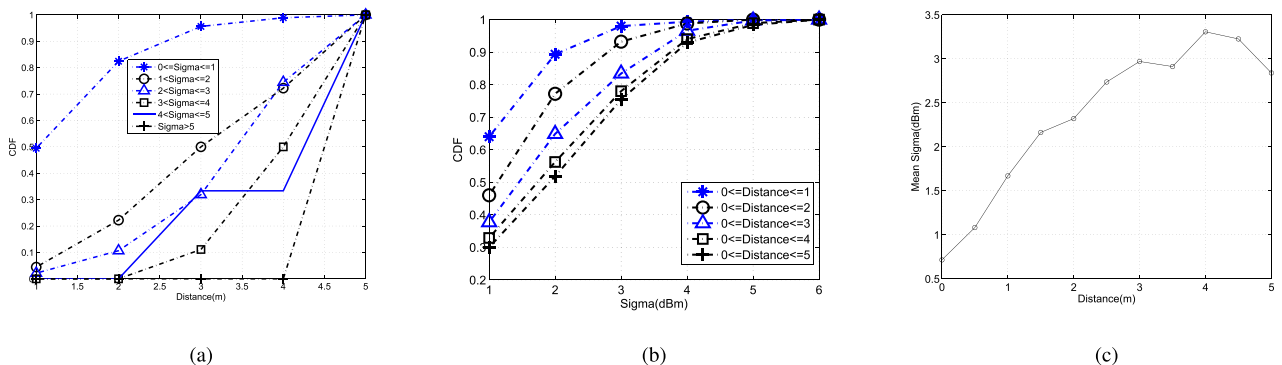 1
0.9
0.8
0.7
0.6
0.5
0.4
0.3
0.2
0.1
0
CDF
0<=Sigma<=1
1<Sigma<=2
2<Sigma<=3
3<Sigma<=4
4<Sigma<=5
Sigma>5
1 1.5 2 2.5 3 3.5 4 4.5 5
Distance(m)
(a)
1
0.9
0.8
0.7
0.6
0.5
0.4
0.3
0.2
CDF
0<=Distance<=1
0<=Distance<=2
0<=Distance<=3
0<=Distance<=4
0<=Distance<=5
1 2 3 4 5 6
Sigma(dBm)
(b)
3.5
3
2.5
2
1.5
1
0.5
Mean Sigma(dBm)
0 1 2 3 4 5
Distance(m)
(c)